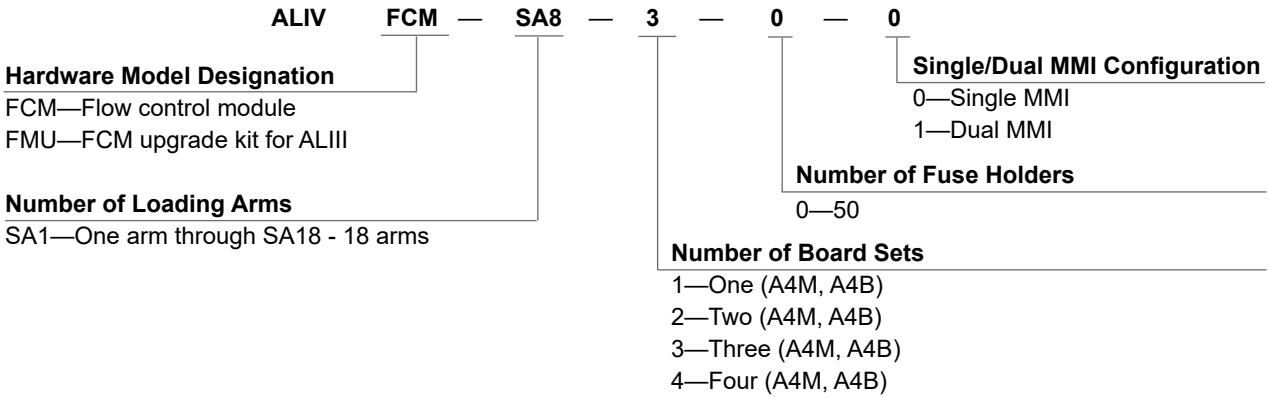 ALIV FCM — SA8 — 3 — 0 — 0
Hardware Model Designation
FCM—Flow control module
FMU—FCM upgrade kit for ALIII
Number of Loading Arms
SA1—One arm through SA18 - 18 arms
Single/Dual MMI Configuration
0—Single MMI
1—Dual MMI
Number of Fuse Holders
0—50
Number of Board Sets
1—One (A4M, A4B)
2—Two (A4M, A4B)
3—Three (A4M, A4B)
4—Four (A4M, A4B)